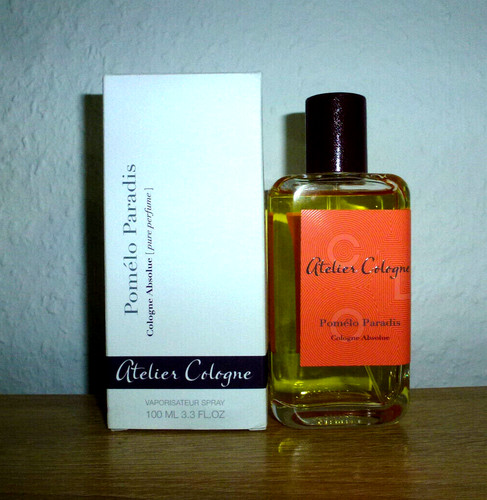 Pomélo Paradis
Cologne Absolue [pure perfume]
Atelier Cologne
VAPORISATEUR SPRAY
100 ML 3.3 FL.OZ
Atelier Cologne
Pomélo Paradis
Cologne Absolue